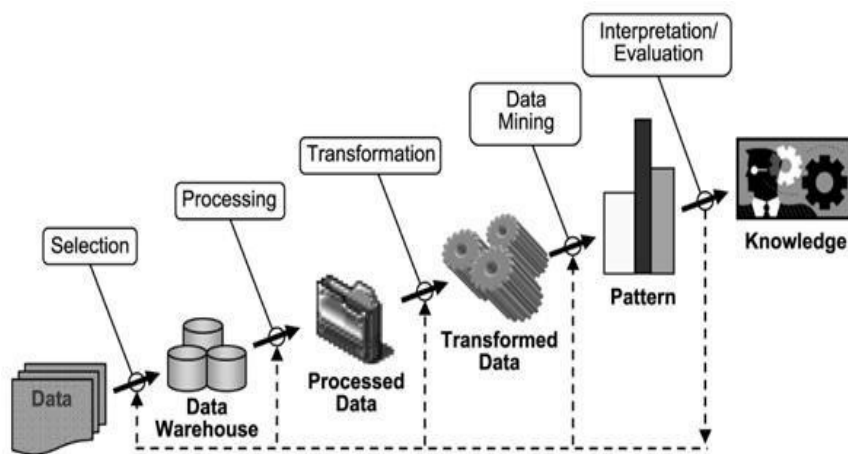 Interpretation/
Evaluation
Data
Mining
Transformation
Processing
Selection
Knowledge
Pattern
Transformed
Data
Processed
Data
Data
Warehouse
Data